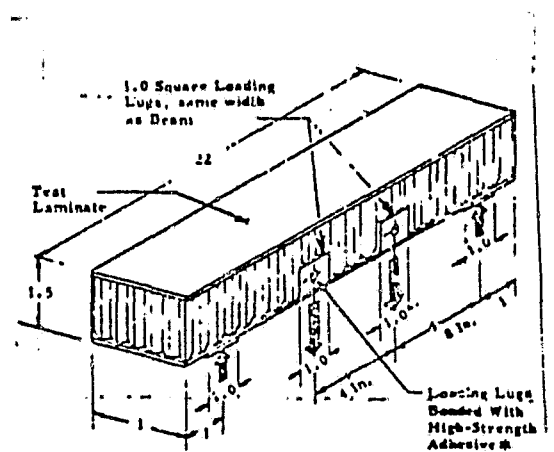 1.0 Square Loading
Lugs, same width
as Beam
22
Test
Laminate
1.5
1.0
8 in.
1
1.0
1.0
4 in.
1.0
1
1
Loading Lugs
Bonded With
High-Strength
Adhesive